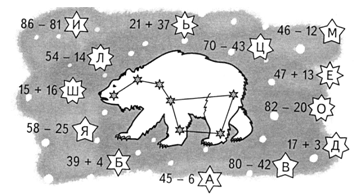 86 – 81 И
21 + 37 Ь
46 – 12 М
54 – 14 Л
70 – 43 Ц
47 + 13 Е
15 + 16 Ш
82 – 20 О
58 – 25 Я
17 + 3 Д
39 + 4 Б
80 – 42 В
45 – 6 А